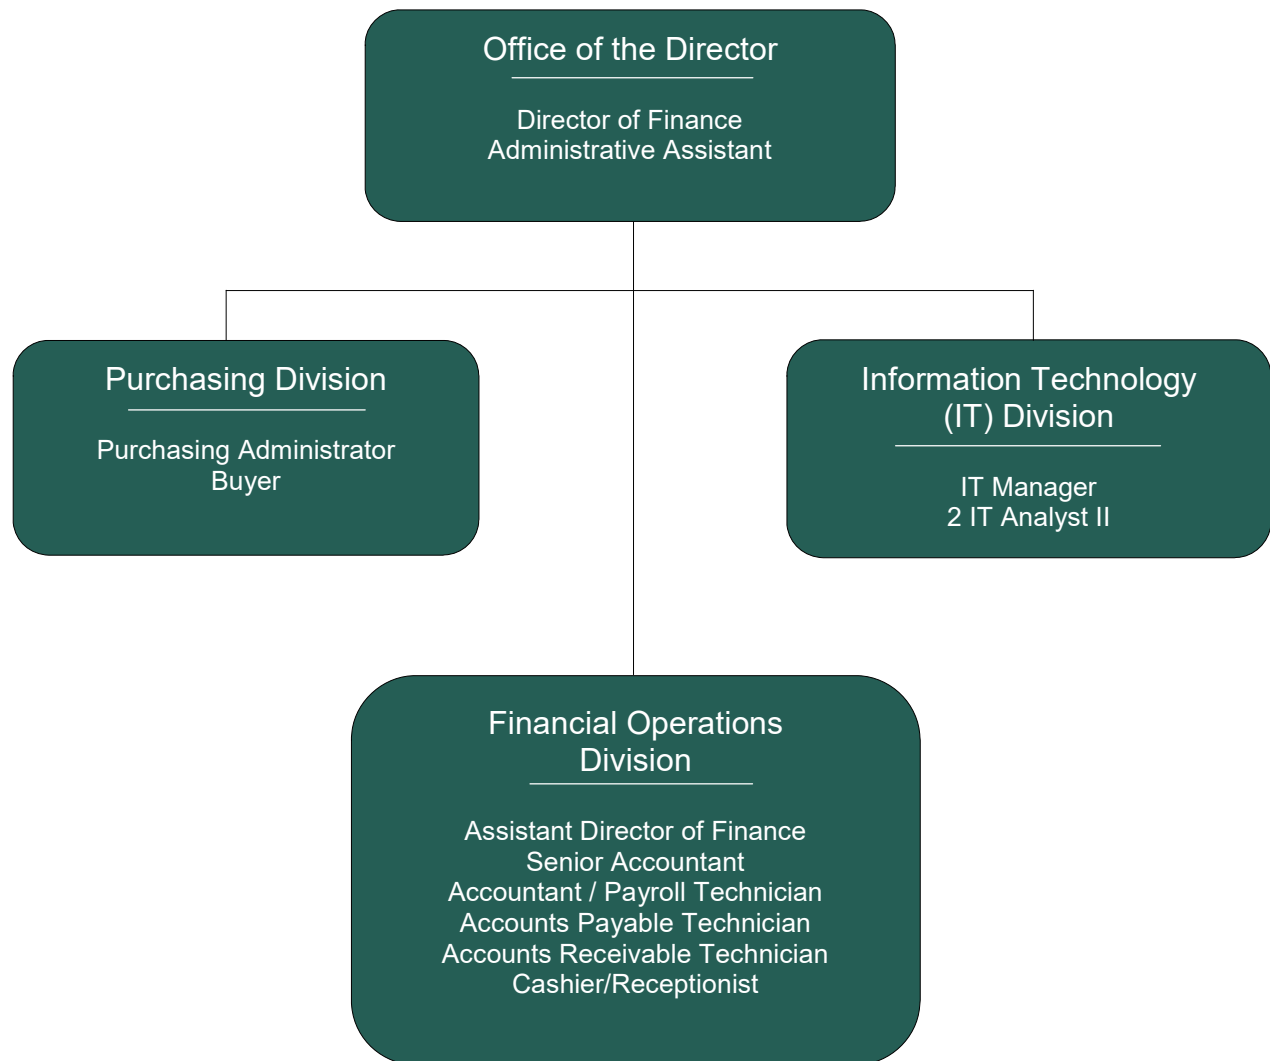 Office of the Director
Director of Finance
Administrative Assistant
Purchasing Division
Purchasing Administrator
Buyer
Information Technology
(IT) Division
IT Manager
2 IT Analyst II
Financial Operations
Division
Assistant Director of Finance
Senior Accountant
Accountant / Payroll Technician
Accounts Payable Technician
Accounts Receivable Technician
Cashier/Receptionist